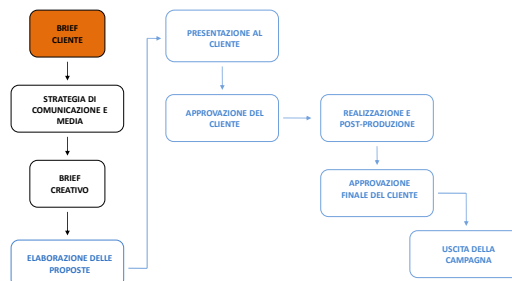 BRIEF
CLIENTE
STRATEGIA DI
COMUNICAZIONE E
MEDIA
BRIEF
CREATIVO
ELABORAZIONE DELLE
PROPOSTE
PRESENTAZIONE AL
CLIENTE
APPROVAZIONE DEL
CLIENTE
REALIZZAZIONE E
POST-PRODUZIONE
APPROVAZIONE
FINALE DEL CLIENTE
USCITA DELLA
CAMPAGNA